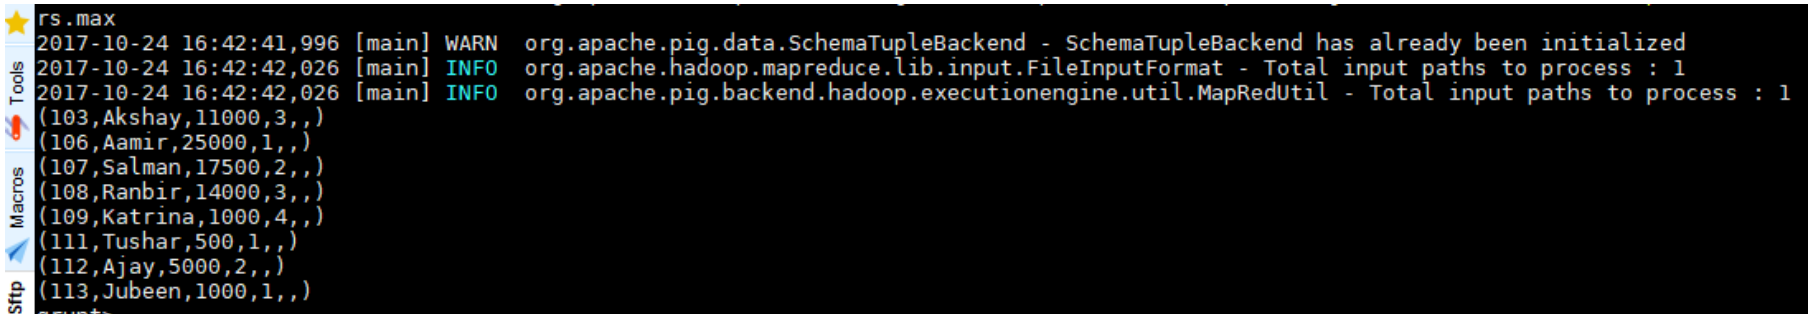 rs.max
2017-10-24 16:42:41,996 [main] WARN  org.apache.pig.data.SchemaTupleBackend - SchemaTupleBackend has already been initialized
2017-10-24 16:42:42,026 [main] INFO  org.apache.hadoop.mapreduce.lib.input.FileInputFormat - Total input paths to process : 1
2017-10-24 16:42:42,026 [main] INFO  org.apache.pig.backend.hadoop.executionengine.util.MapRedUtil - Total input paths to process : 1
(103,Akshay,11000,3,,)
(106,Aamir,25000,1,,)
(107,Salman,17500,2,,)
(108,Ranbir,14000,3,,)
(109,Katrina,1000,4,,)
(111,Tushar,500,1,,)
(112,Ajay,5000,2,,)
(113,Jubeen,1000,1,,)
Tools
Macros
Sftp